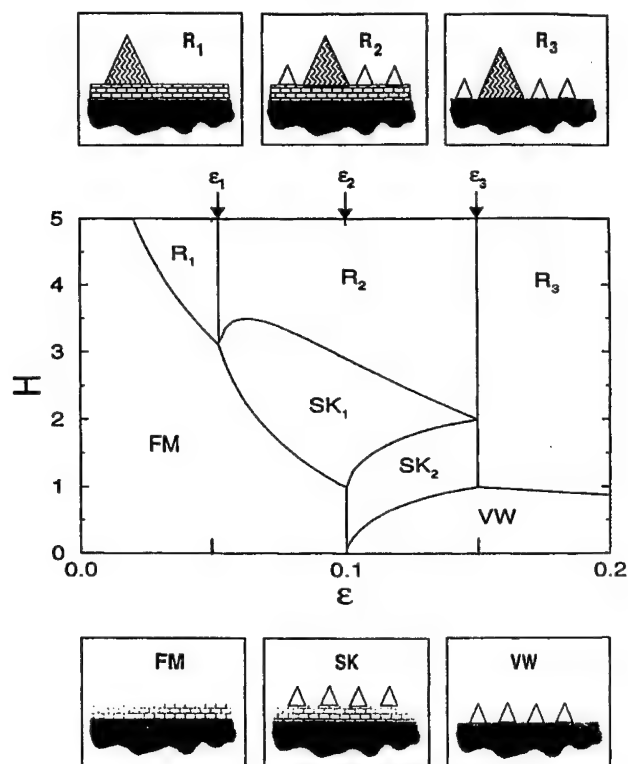 R₁ R₂ R₃
ε₁ ε₂ ε₃
5
R₁ R₂ R₃
4
3
H
SK₁
2
FM
SK₂
1
VW
0
0.0 0.1 0.2
ε
FM SK VW